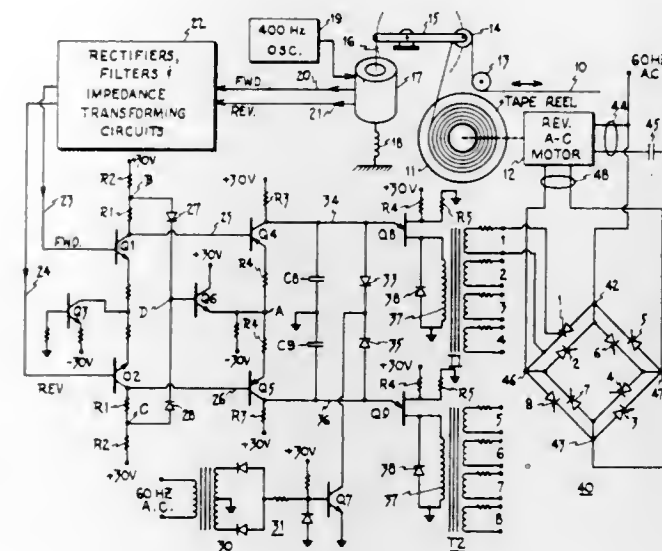 22
RECTIFIERS,
FILTERS &
IMPEDANCE
TRANSFORMING
CIRCUITS
19
400 Hz
OSC.
16
15
14
13
10
17
18
20
FWD.
REV.
21
TAPE REEL
11
REV.
A-C
MOTOR
12
60HZ
AC
44
45
48
+30V
R2
B
R1
27
25
23
FWD.
Q1
24
Q3
-30V
D
Q6
+30V
-30V
REV
Q2
R1
C
R2
28
26
+30V
+30V
R3
Q4
R4
A
R4
Q5
R3
+30V
34
C8
C9
33
35
36
+30V
R4
R5
Q8
38
37
1
2
3
4
+30V
R4
R5
Q9
38
37
5
6
7
8
T2
42
1
2
5
6
46
47
8
7
4
3
43
40
60HZ
A.C.
30
31
+30V
Q7